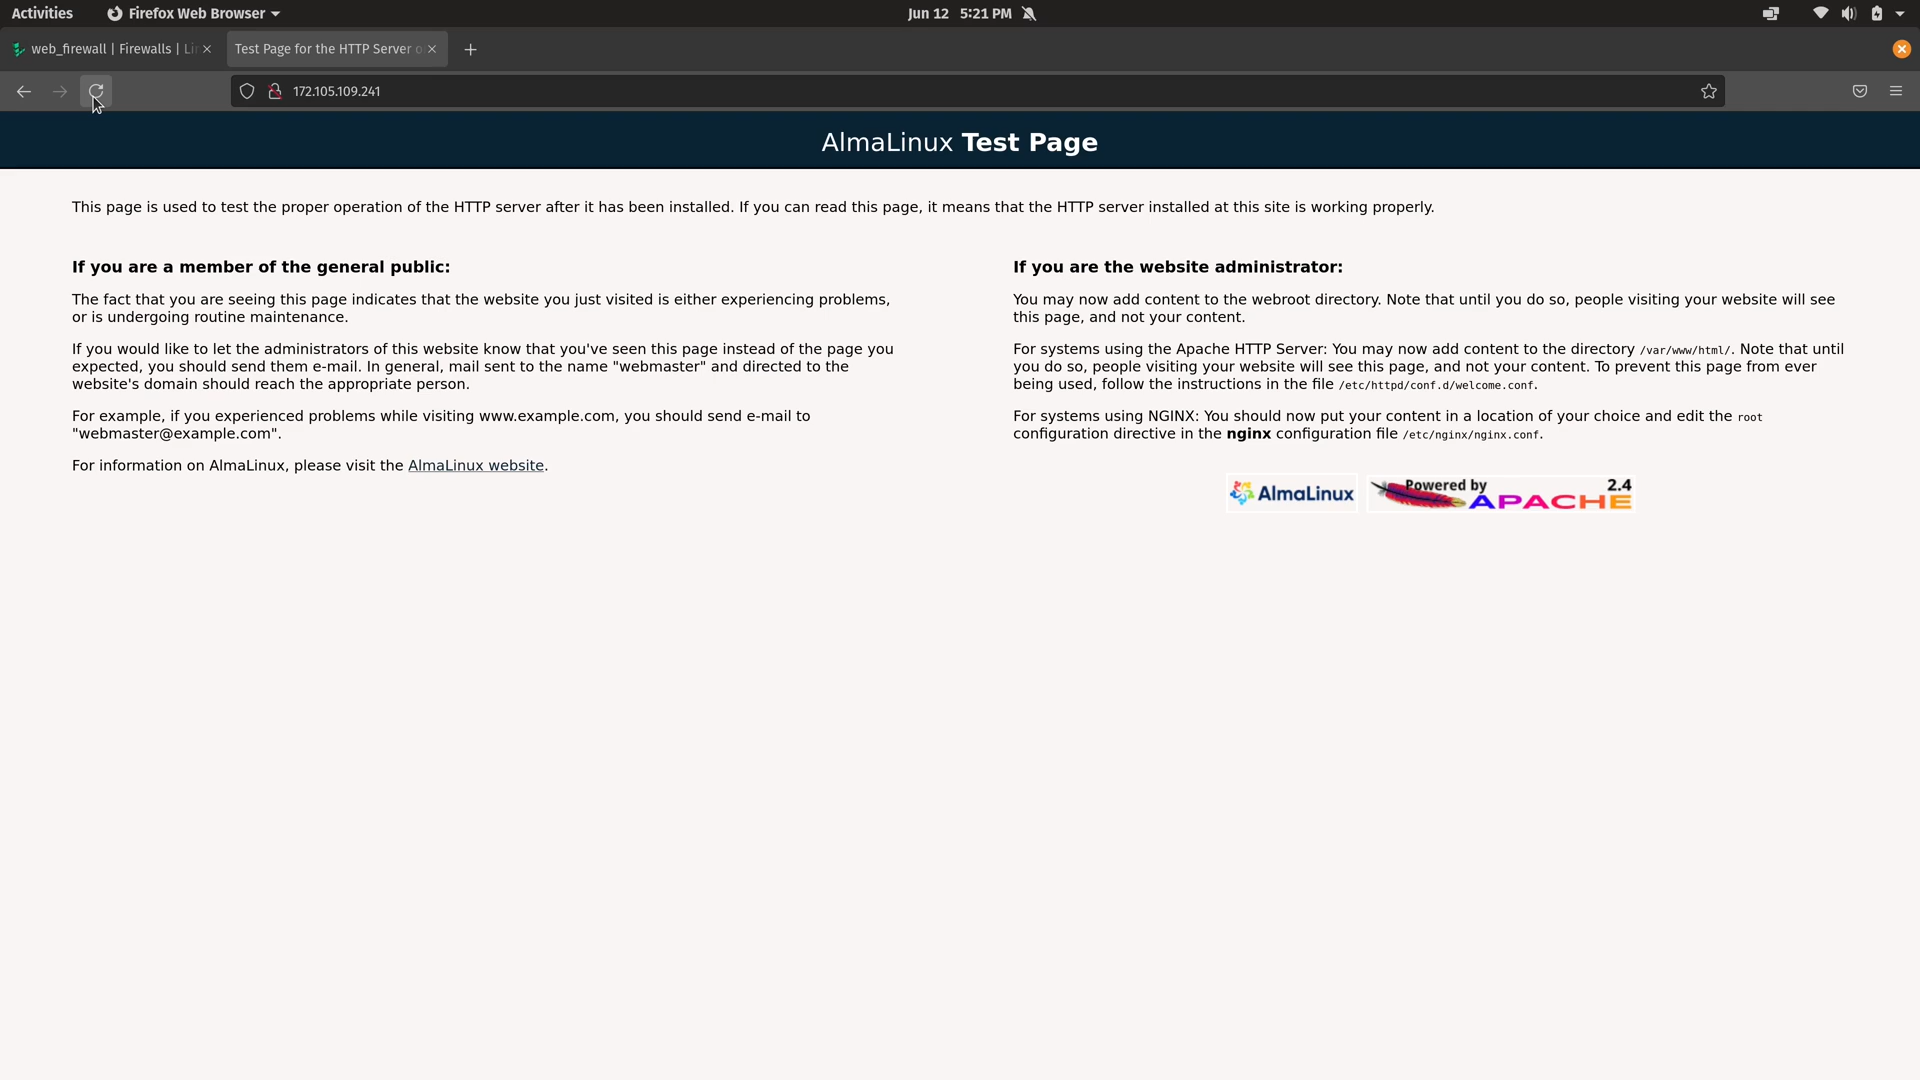 Activities
Firefox Web Browser
Jun 12 5:21 PM
web_firewall | Firewalls | Li
Test Page for the HTTP Server o
172.105.109.241
AlmaLinux Test Page
This page is used to test the proper operation of the HTTP server after it has been installed. If you can read this page, it means that the HTTP server installed at this site is working properly.
If you are a member of the general public:
The fact that you are seeing this page indicates that the website you just visited is either experiencing problems,
or is undergoing routine maintenance.
If you would like to let the administrators of this website know that you've seen this page instead of the page you
expected, you should send them e-mail. In general, mail sent to the name "webmaster" and directed to the
website's domain should reach the appropriate person.
For example, if you experienced problems while visiting www.example.com, you should send e-mail to
"webmaster@example.com".
For information on AlmaLinux, please visit the AlmaLinux website.
If you are the website administrator:
You may now add content to the webroot directory. Note that until you do so, people visiting your website will see
this page, and not your content.
For systems using the Apache HTTP Server: You may now add content to the directory /var/www/html/. Note that until
you do so, people visiting your website will see this page, and not your content. To prevent this page from ever
being used, follow the instructions in the file /etc/httpd/conf.d/welcome.conf.
For systems using NGINX: You should now put your content in a location of your choice and edit the root
configuration directive in the nginx configuration file /etc/nginx/nginx.conf.
AlmaLinux
Powered by 2.4
APACHE